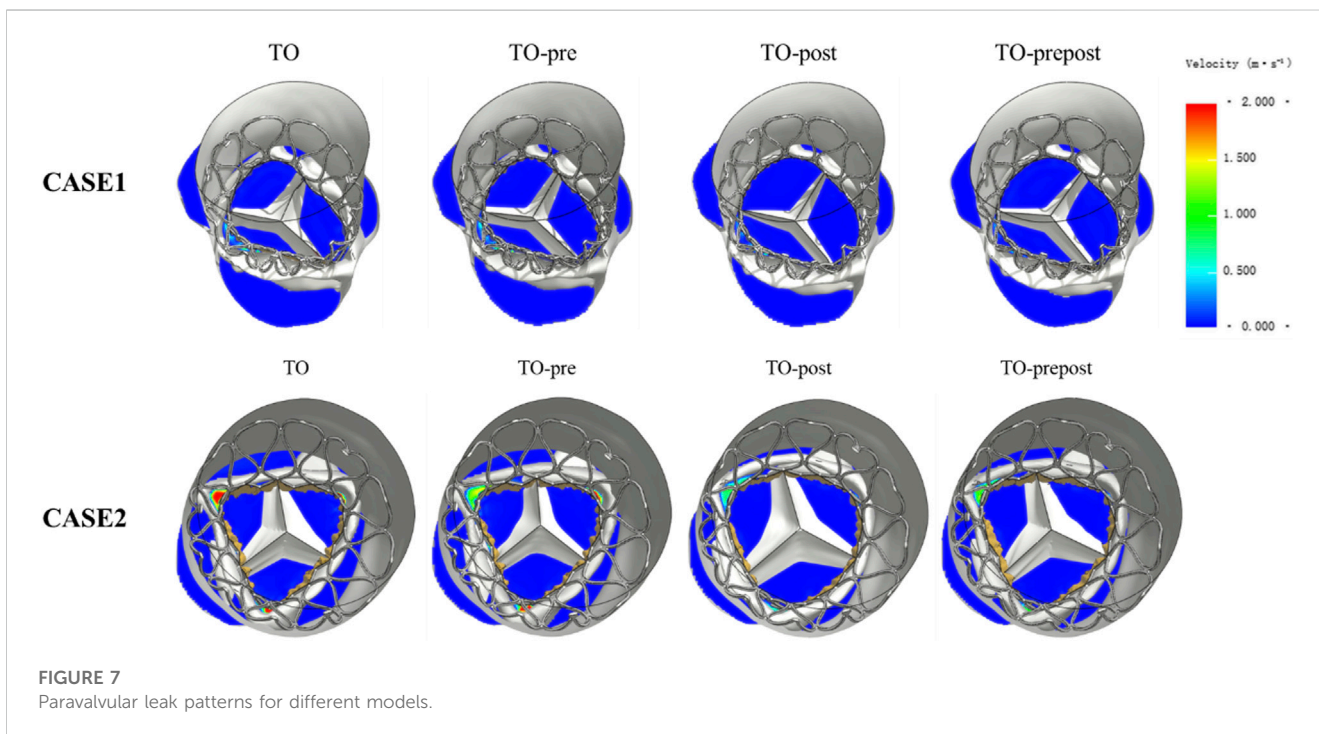 TO TO-pre TO-post TO-prepost
Velocity (m·s⁻¹)
2.000
1.500
1.000
0.500
0.000
CASE1
TO TO-pre TO-post TO-prepost
CASE2
FIGURE 7
Paravalvular leak patterns for different models.